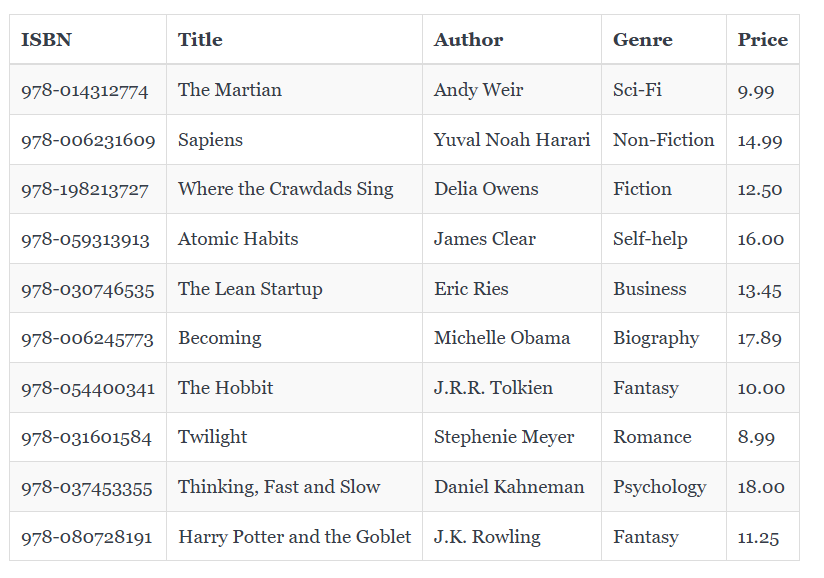 ISBN Title Author Genre Price
978-014312774 The Martian Andy Weir Sci-Fi 9.99
978-006231609 Sapiens Yuval Noah Harari Non-Fiction 14.99
978-198213727 Where the Crawdads Sing Delia Owens Fiction 12.50
978-059313913 Atomic Habits James Clear Self-help 16.00
978-030746535 The Lean Startup Eric Ries Business 13.45
978-006245773 Becoming Michelle Obama Biography 17.89
978-054400341 The Hobbit J.R.R. Tolkien Fantasy 10.00
978-031601584 Twilight Stephenie Meyer Romance 8.99
978-037453355 Thinking, Fast and Slow Daniel Kahneman Psychology 18.00
978-080728191 Harry Potter and the Goblet J.K. Rowling Fantasy 11.25